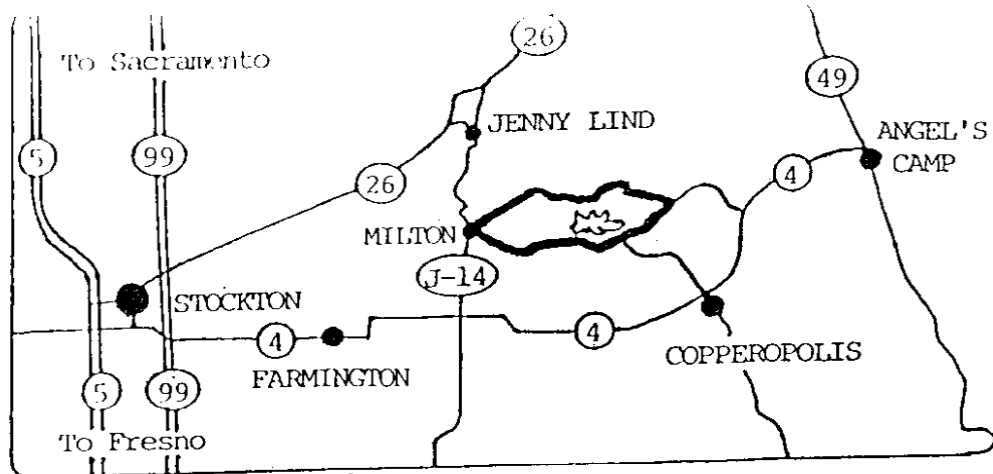 26
To Sacramento
49
JENNY LIND
ANGEL'S
CAMP
5
99
26
4
MILTON
J-14
STOCKTON
4
4
FARMINGTON
COPPEROPOLIS
5
99
To Fresno